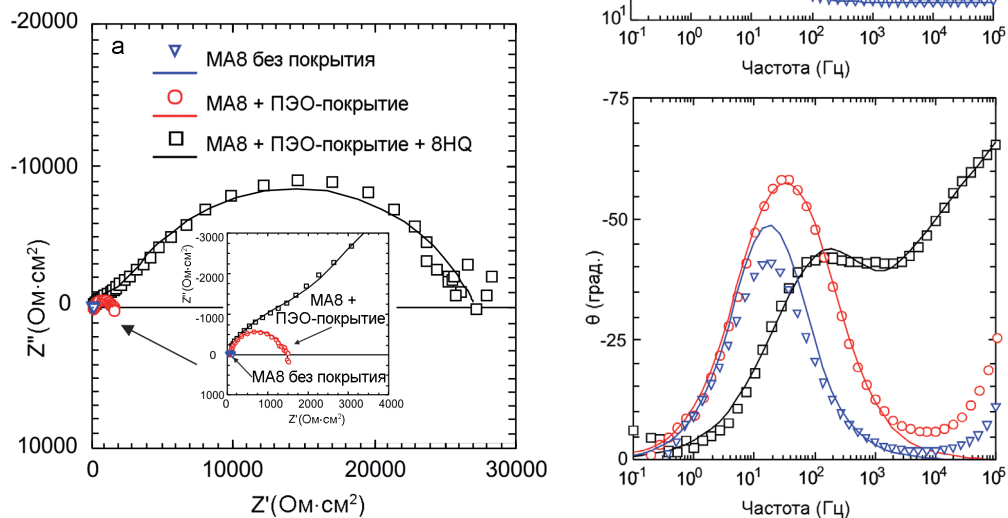 -20000
-10000
0
10000
Z''(Ом·см²)
а
МА8 без покрытия
МА8 + ПЭО-покрытие
МА8 + ПЭО-покрытие + 8HQ
-3000
-2000
-1000
0
1000
Z''(Ом·см²)
МА8 +
ПЭО-покрытие
МА8 без покрытия
0 1000 2000 3000 4000
Z'(Ом·см²)
0 10000 20000 30000
Z'(Ом·см²)
10¹
10⁻¹ 10⁰ 10¹ 10² 10³ 10⁴ 10⁵
Частота (Гц)
-75
-50
-25
0
θ (град.)
10⁻¹ 10⁰ 10¹ 10² 10³ 10⁴ 10⁵
Частота (Гц)